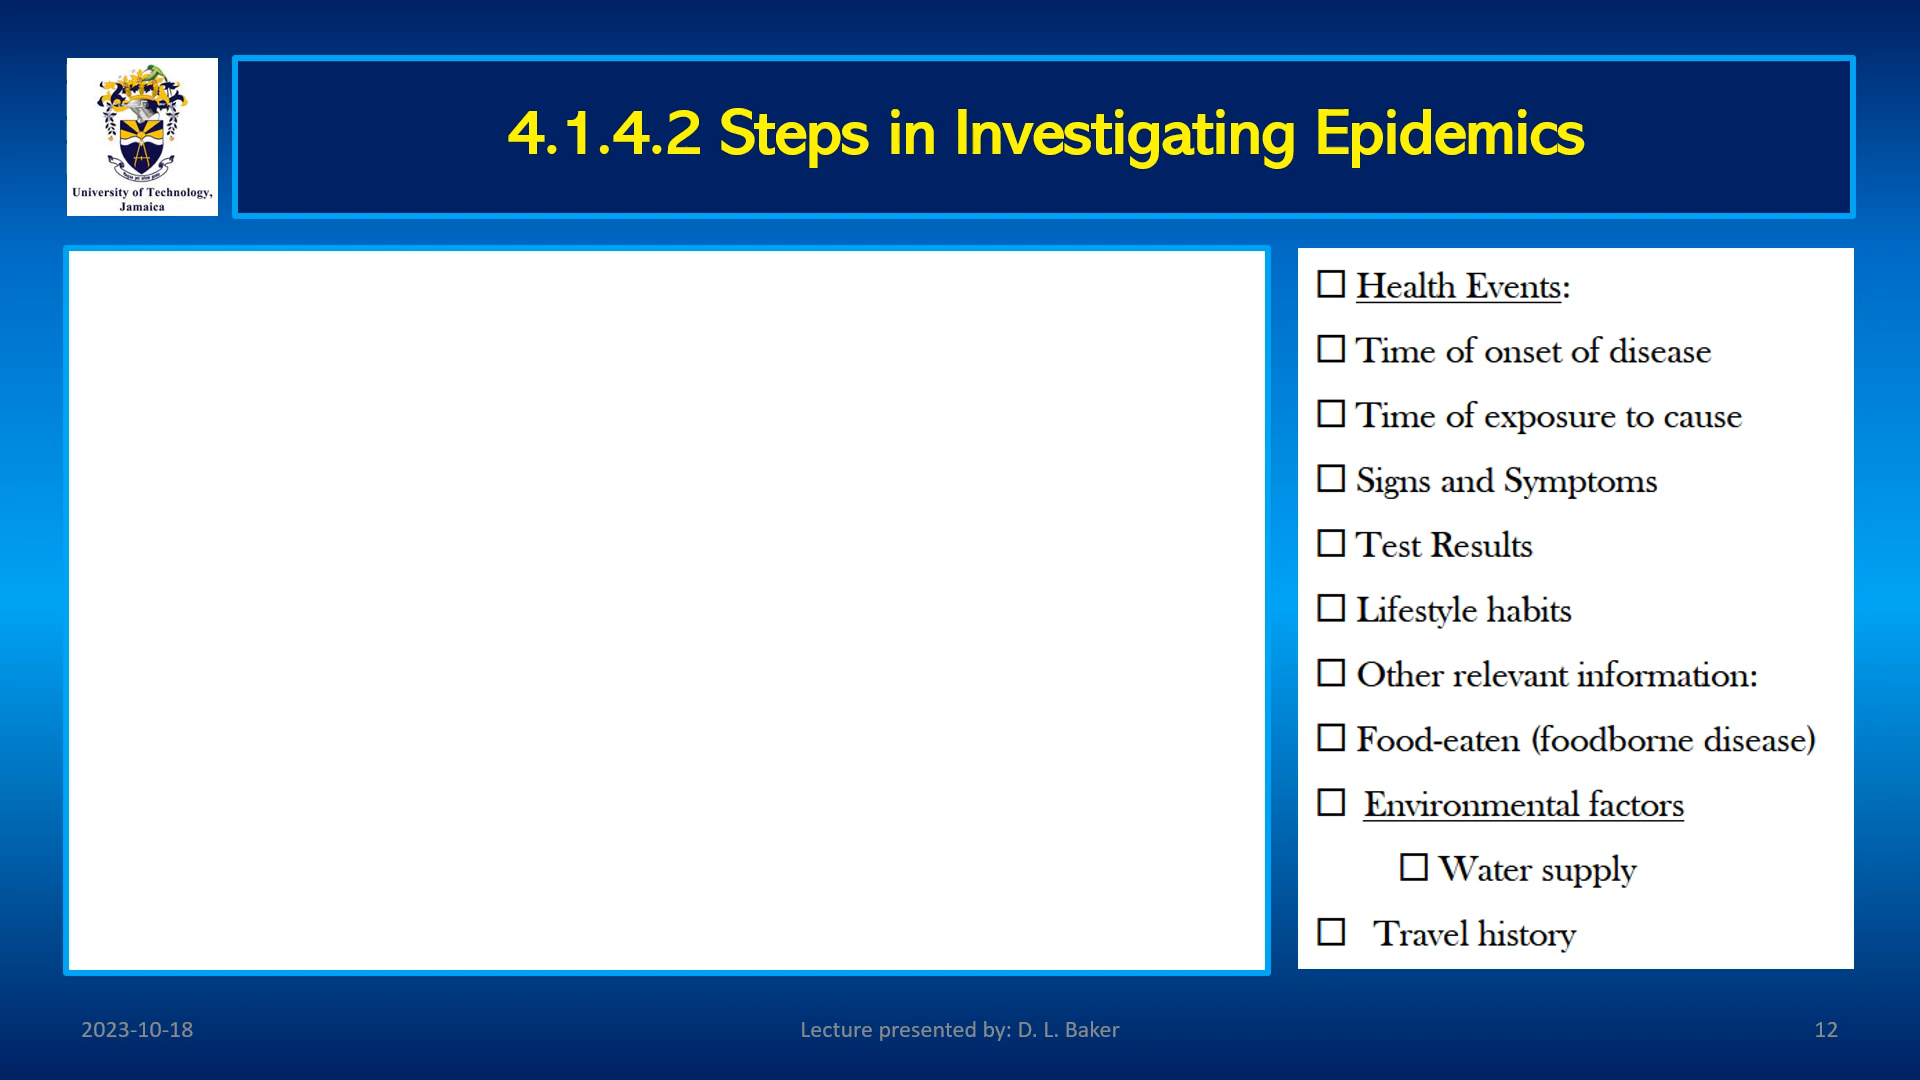 University of Technology,
Jamaica
4.1.4.2 Steps in Investigating Epidemics
☐ Health Events:
☐ Time of onset of disease
☐ Time of exposure to cause
☐ Signs and Symptoms
☐ Test Results
☐ Lifestyle habits
☐ Other relevant information:
☐ Food-eaten (foodborne disease)
☐ Environmental factors
☐ Water supply
☐ Travel history
2023-10-18
Lecture presented by: D. L. Baker
12